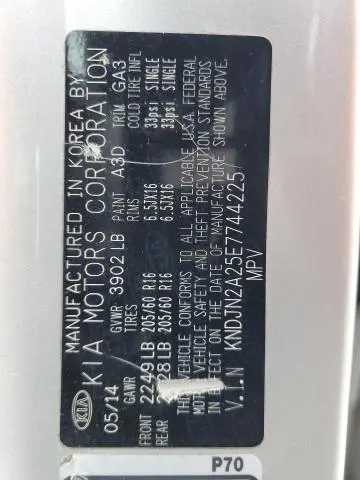 MANUFACTURED IN KOREA BY
KIA MOTORS CORPORATION
KIA
05/14 GVWR 3902 LB PAINT A3D TRIM GA3
GAWR TIRES COLD TIRE INFL
FRONT 2249 LB 205/60 R16 6.5JX16 33psi SINGLE
REAR 28 LB 205/60 R16 6.5JX16 33psi SINGLE
THIS VEHICLE CONFORMS TO ALL APPLICABLE U.S.A. FEDERAL
MOTOR VEHICLE SAFETY AND THEFT PREVENTION STANDARDS
IN EFFECT ON THE DATE OF MANUFACTURE SHOWN ABOVE.
V.I.N KNDJN2A25E7744225
MPV
P70